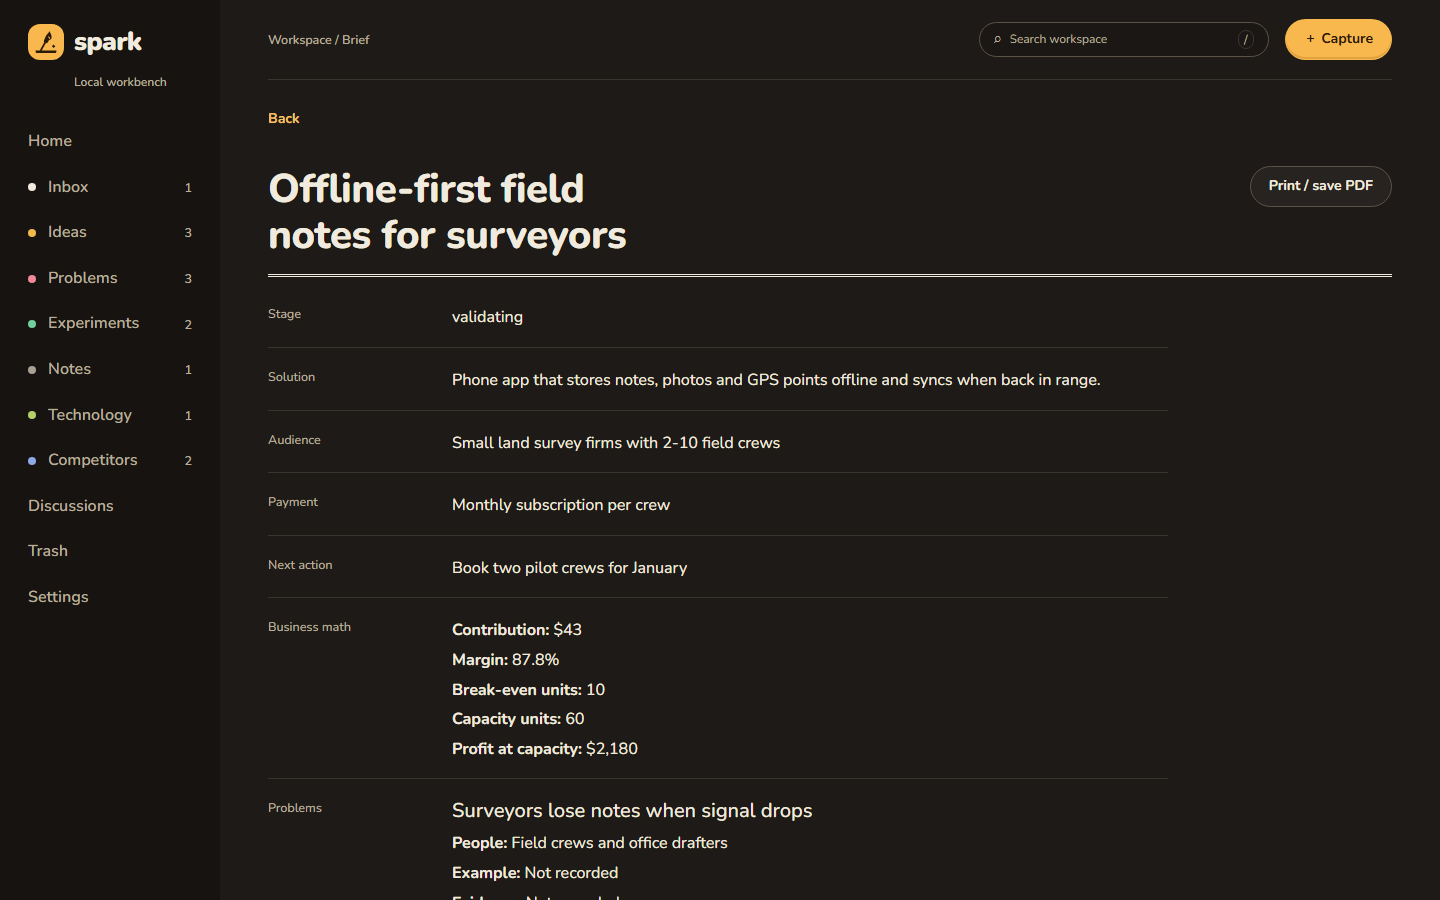 spark
Local workbench
Home
Inbox 1
Ideas 3
Problems 3
Experiments 2
Notes 1
Technology 1
Competitors 2
Discussions
Trash
Settings
Workspace / Brief
Search workspace /
+ Capture
Back
Offline-first field
notes for surveyors
Print / save PDF
Stage
validating
Solution
Phone app that stores notes, photos and GPS points offline and syncs when back in range.
Audience
Small land survey firms with 2-10 field crews
Payment
Monthly subscription per crew
Next action
Book two pilot crews for January
Business math
Contribution: $43
Margin: 87.8%
Break-even units: 10
Capacity units: 60
Profit at capacity: $2,180
Problems
Surveyors lose notes when signal drops
People: Field crews and office drafters
Example: Not recorded